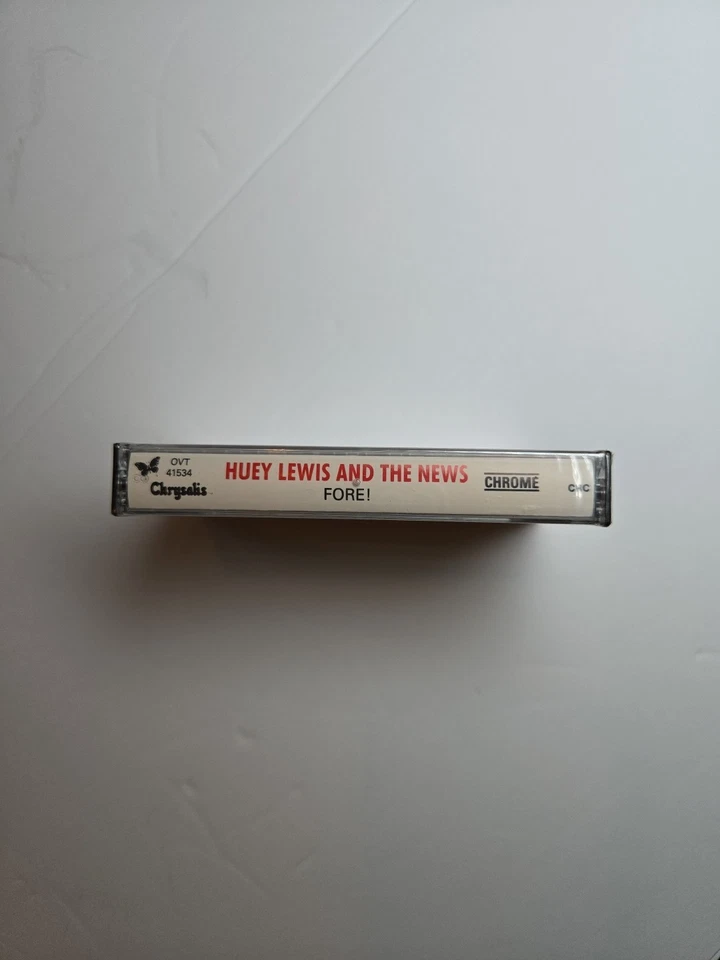 OVT
41534
Chrysalis
HUEY LEWIS AND THE NEWS
FORE!
CHROME